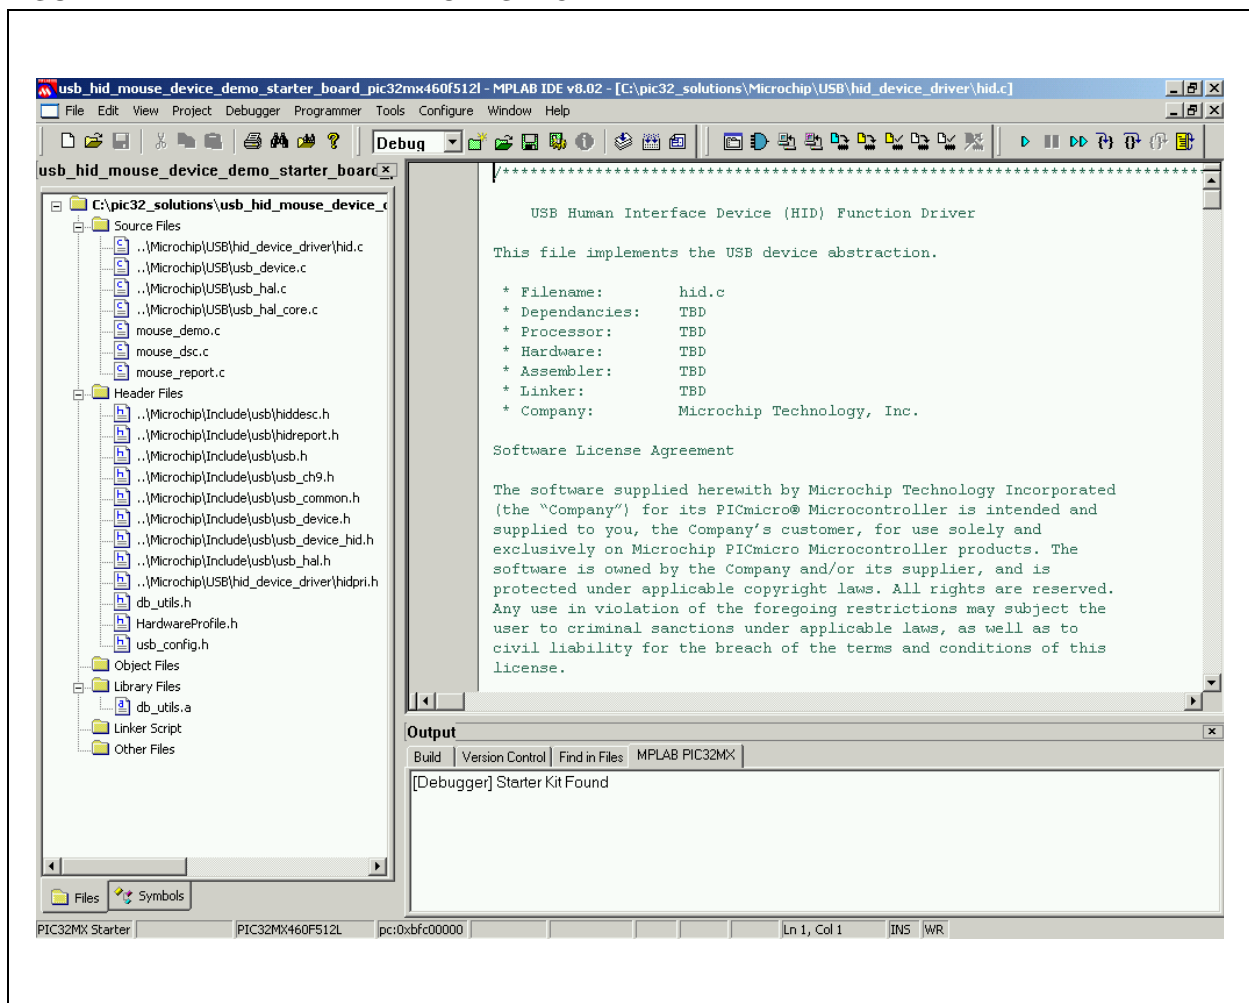 usb_hid_mouse_device_demo_starter_board_pic32mx460f512l - MPLAB IDE v8.02 - [C:\pic32_solutions\Microchip\USB\hid_device_driver\hid.c]
File Edit View Project Debugger Programmer Tools Configure Window Help
Debug
usb_hid_mouse_device_demo_starter_board
C:\pic32_solutions\usb_hid_mouse_device_
Source Files
..\Microchip\USB\hid_device_driver\hid.c
..\Microchip\USB\usb_device.c
..\Microchip\USB\usb_hal.c
..\Microchip\USB\usb_hal_core.c
mouse_demo.c
mouse_dsc.c
mouse_report.c
Header Files
..\Microchip\Include\usb\hiddesc.h
..\Microchip\Include\usb\hidreport.h
..\Microchip\Include\usb\usb.h
..\Microchip\Include\usb\usb_ch9.h
..\Microchip\Include\usb\usb_common.h
..\Microchip\Include\usb\usb_device.h
..\Microchip\Include\usb\usb_device_hid.h
..\Microchip\Include\usb\usb_hal.h
..\Microchip\USB\hid_device_driver\hidpri.h
db_utils.h
HardwareProfile.h
usb_config.h
Object Files
Library Files
db_utils.a
Linker Script
Other Files
Files Symbols
/*************************************************************************
USB Human Interface Device (HID) Function Driver
This file implements the USB device abstraction.
* Filename: hid.c
* Dependancies: TBD
* Processor: TBD
* Hardware: TBD
* Assembler: TBD
* Linker: TBD
* Company: Microchip Technology, Inc.
Software License Agreement
The software supplied herewith by Microchip Technology Incorporated
(the “Company”) for its PICmicro® Microcontroller is intended and
supplied to you, the Company’s customer, for use solely and
exclusively on Microchip PICmicro Microcontroller products. The
software is owned by the Company and/or its supplier, and is
protected under applicable copyright laws. All rights are reserved.
Any use in violation of the foregoing restrictions may subject the
user to criminal sanctions under applicable laws, as well as to
civil liability for the breach of the terms and conditions of this
license.
Output
Build Version Control Find in Files MPLAB PIC32MX
[Debugger] Starter Kit Found
PIC32MX Starter PIC32MX460F512L pc:0xbfc00000 Ln 1, Col 1 INS WR